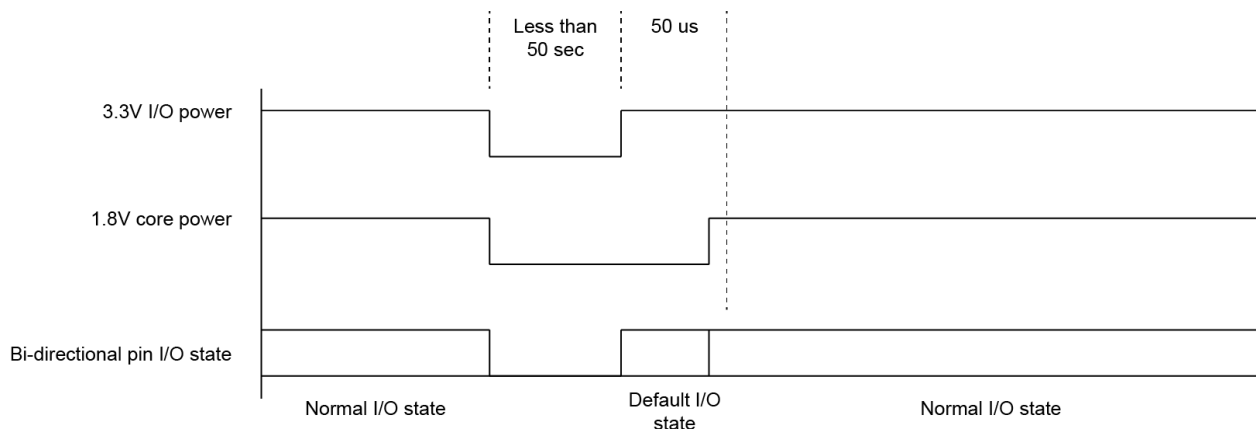 Less than
50 sec
50 us
3.3V I/O power
1.8V core power
Bi-directional pin I/O state
Normal I/O state
Default I/O
state
Normal I/O state